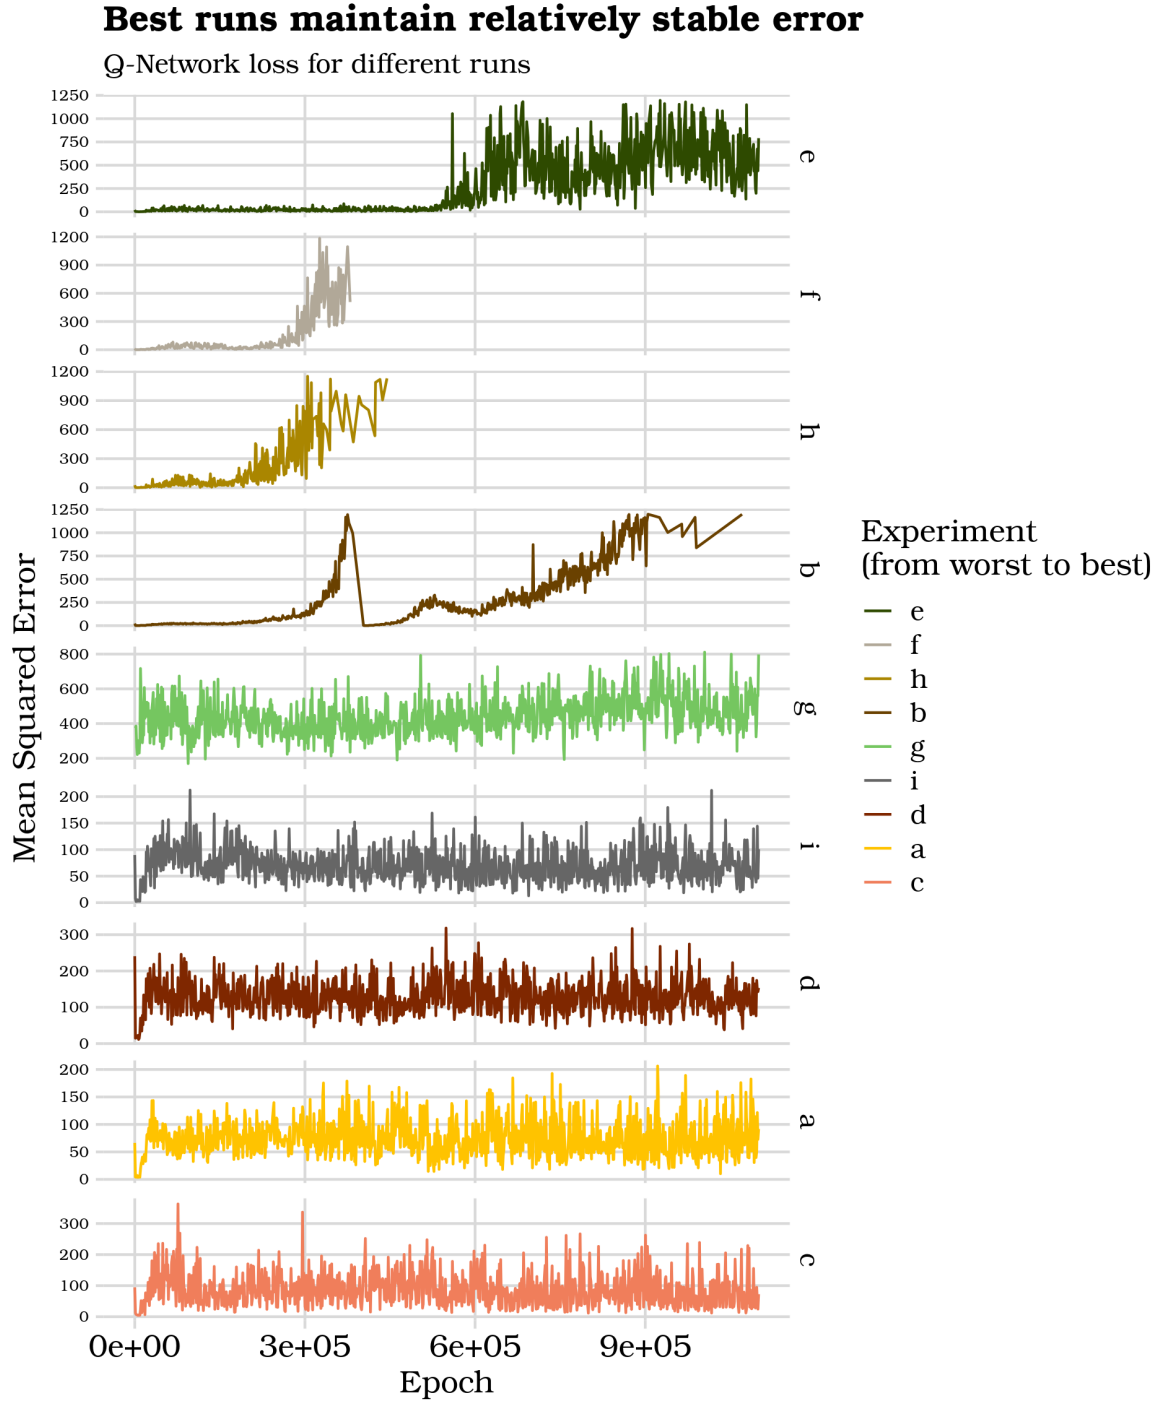 Best runs maintain relatively stable error
Q-Network loss for different runs
Mean Squared Error
1250
1000
750
500
250
0
e
1200
900
600
300
0
f
1200
900
600
300
0
h
1250
1000
750
500
250
0
b
800
600
400
200
g
200
150
100
50
0
i
300
200
100
0
d
200
150
100
50
0
a
300
200
100
0
c
0e+00 3e+05 6e+05 9e+05
Epoch
Experiment
(from worst to best)
e
f
h
b
g
i
d
a
c